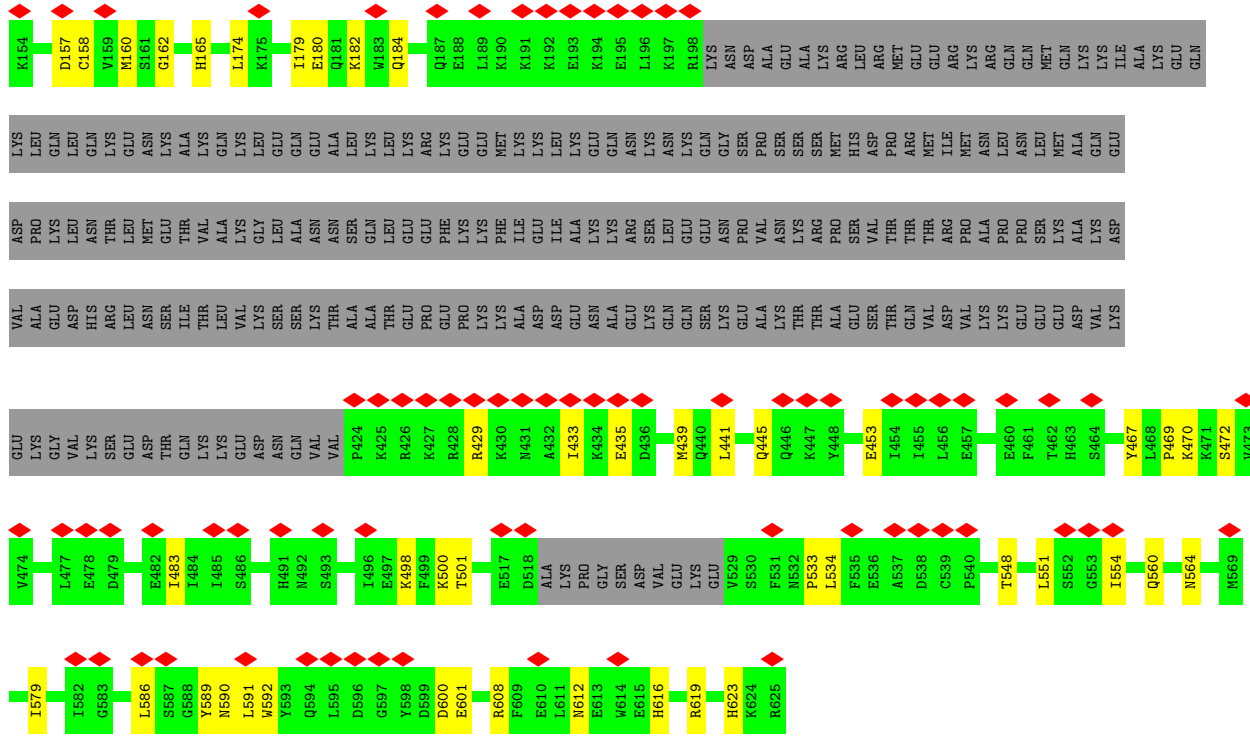 K154 D157 C158 V159 M160 S161 G162 H165 L174 K175 I179 E180 Q181 K182 W183 Q184 Q187 E188 L189 K190 K191 K192 E193 K194 E195 L196 K197 R198 LYS ASN ASP ALA GLU ALA LYS ARG LEU ARG MET GLU GLU ARG LYS ARG GLN GLN MET GLN LYS LYS ILE ALA LYS GLU GLN
LYS LEU GLN LEU GLN LYS GLU ASN LYS ALA LYS GLN LYS LEU GLU GLN GLU ALA LEU LYS LEU LYS ARG LYS GLU GLU MET LYS LYS LEU LYS GLU GLN ASN LYS ASN LYS GLN GLY SER PRO SER SER SER MET HIS ASP PRO ARG MET ILE MET ASN LEU ASN LEU MET ALA GLN GLU
ASP PRO LYS LEU ASN THR LEU MET GLU THR VAL ALA LYS GLY LEU ALA ASN ASN SER GLN LEU GLU GLU PHE LYS LYS PHE ILE GLU ILE ALA LYS LYS ARG SER LEU GLU GLU ASN PRO VAL ASN LYS ARG PRO SER VAL THR THR THR ARG PRO ALA PRO PRO SER LYS ALA LYS ASP
VAL ALA GLU ASP HIS ARG LEU ASN SER ILE THR LEU VAL LYS SER SER LYS THR ALA ALA THR GLU PRO GLU PRO LYS LYS ALA ASP ASP GLU ASN ALA GLU LYS GLN GLN SER LYS GLU ALA LYS THR THR ALA GLU SER THR GLN VAL ASP VAL LYS LYS GLU GLU GLU ASP VAL LYS
GLU LYS GLY VAL LYS SER GLU ASP THR GLN LYS LYS GLU ASP ASN GLN VAL VAL P424 K425 R426 K427 R428 R429 K430 N431 A432 I433 K434 E435 D436 M439 Q440 L441 Q445 Q446 K447 Y448 E453 I454 I455 L456 E457 E460 F461 T462 H463 S464 Y467 L468 P469 K470 K471 S472 V473
V474 L477 E478 D479 E482 I483 I484 I485 S486 H491 N492 S493 I496 E497 K498 F499 K500 T501 E517 D518 ALA LYS PRO GLY SER ASP VAL GLU LYS GLU V529 S530 F531 N532 P533 L534 F535 E536 A537 D538 C539 P540 T548 L551 S552 G553 I554 Q560 N564 M569
I579 I582 G583 L586 S587 G588 Y589 N590 L591 W592 Y593 Q594 L595 D596 G597 Y598 D599 D600 E601 R608 F609 E610 L611 N612 E613 W614 E615 H616 R619 H623 K624 R625